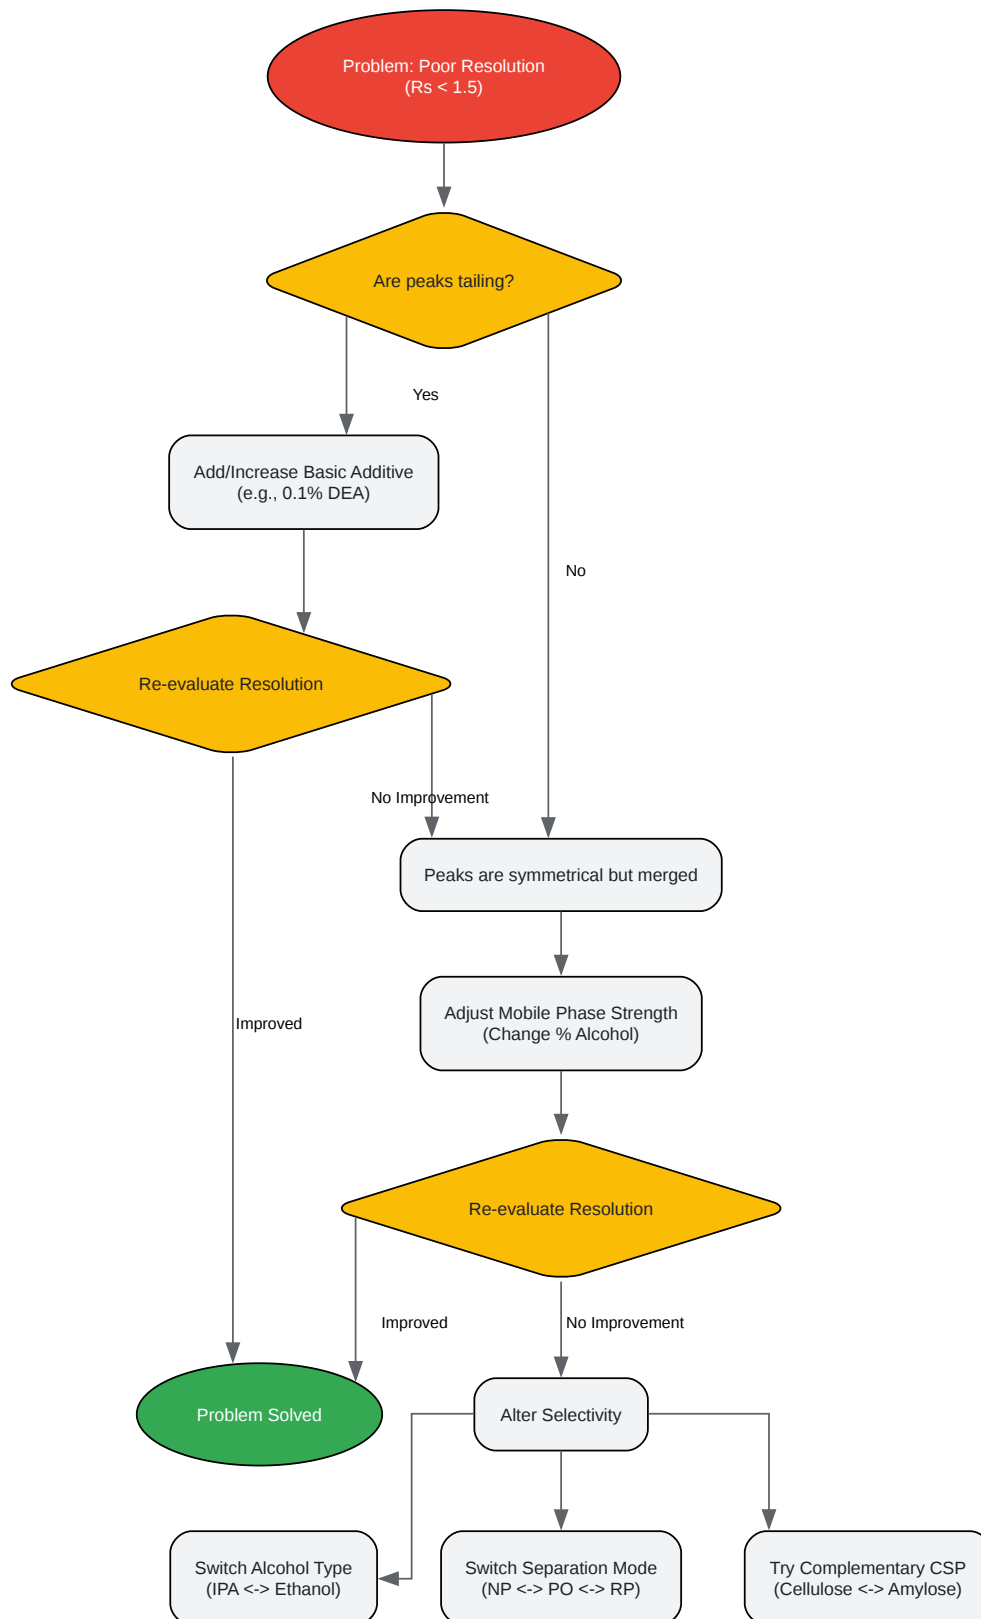 Problem: Poor Resolution
(Rs < 1.5)
Are peaks tailing?
Yes
Add/Increase Basic Additive
(e.g., 0.1% DEA)
No
Re-evaluate Resolution
No Improvement
Peaks are symmetrical but merged
Adjust Mobile Phase Strength
(Change % Alcohol)
Improved
Re-evaluate Resolution
Improved
No Improvement
Problem Solved
Alter Selectivity
Switch Alcohol Type
(IPA <-> Ethanol)
Switch Separation Mode
(NP <-> PO <-> RP)
Try Complementary CSP
(Cellulose <-> Amylose)